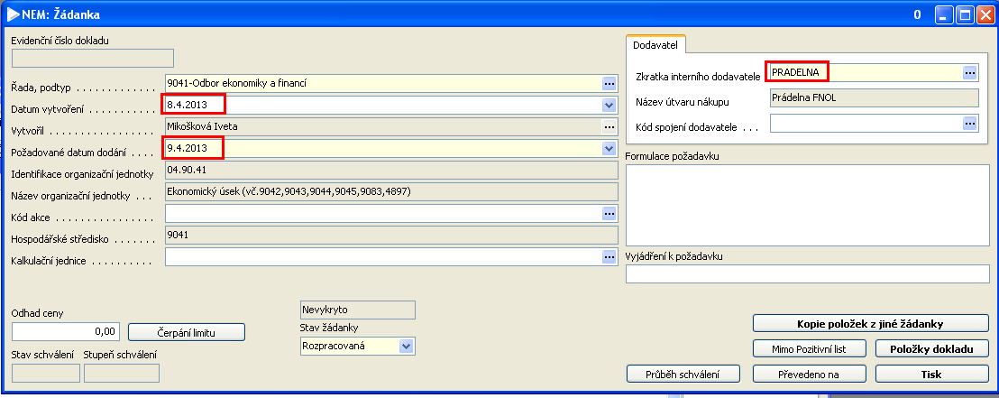 NEM: Žádanka
0
Evidenční číslo dokladu
Řada, podtyp . . . . . . . . . . . . . 9041-Odbor ekonomiky a financí ...
Datum vytvoření . . . . . . . . . . . 8.4.2013
Vytvořil . . . . . . . . . . . . . . . . . . Mikošková Iveta ...
Požadované datum dodání . . . . 9.4.2013
Identifikace organizační jednotky 04.90.41
Název organizační jednotky . . . Ekonomický úsek (vč.9042,9043,9044,9045,9083,4897)
Kód akce . . . . . . . . . . . . . . . . ...
Hospodářské středisko . . . . . . . 9041
Kalkulační jednice . . . . . . . . . . ...
Odhad ceny
0,00 Čerpání limitu
Stav schválení Stupeň schválení
Nevykryto
Stav žádanky
Rozpracovaná
Dodavatel
Zkratka interního dodavatele PRADELNA ...
Název útvaru nákupu Prádelna FNOL
Kód spojení dodavatele . . . ...
Formulace požadavku
Vyjádření k požadavku
Kopie položek z jiné žádanky
Mimo Pozitivní list Položky dokladu
Průběh schválení Převedeno na Tisk